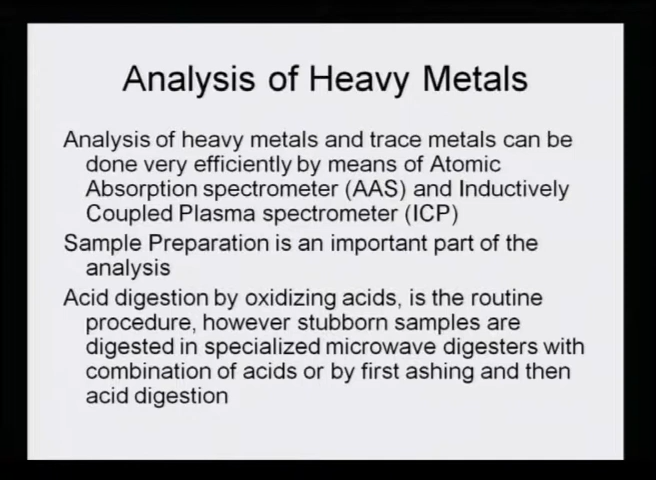 Analysis of Heavy Metals
Analysis of heavy metals and trace metals can be
done very efficiently by means of Atomic
Absorption spectrometer (AAS) and Inductively
Coupled Plasma spectrometer (ICP)
Sample Preparation is an important part of the
analysis
Acid digestion by oxidizing acids, is the routine
procedure, however stubborn samples are
digested in specialized microwave digesters with
combination of acids or by first ashing and then
acid digestion